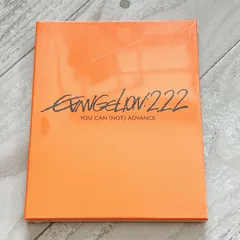 EVANGELION:2.22
YOU CAN (NOT) ADVANCE.